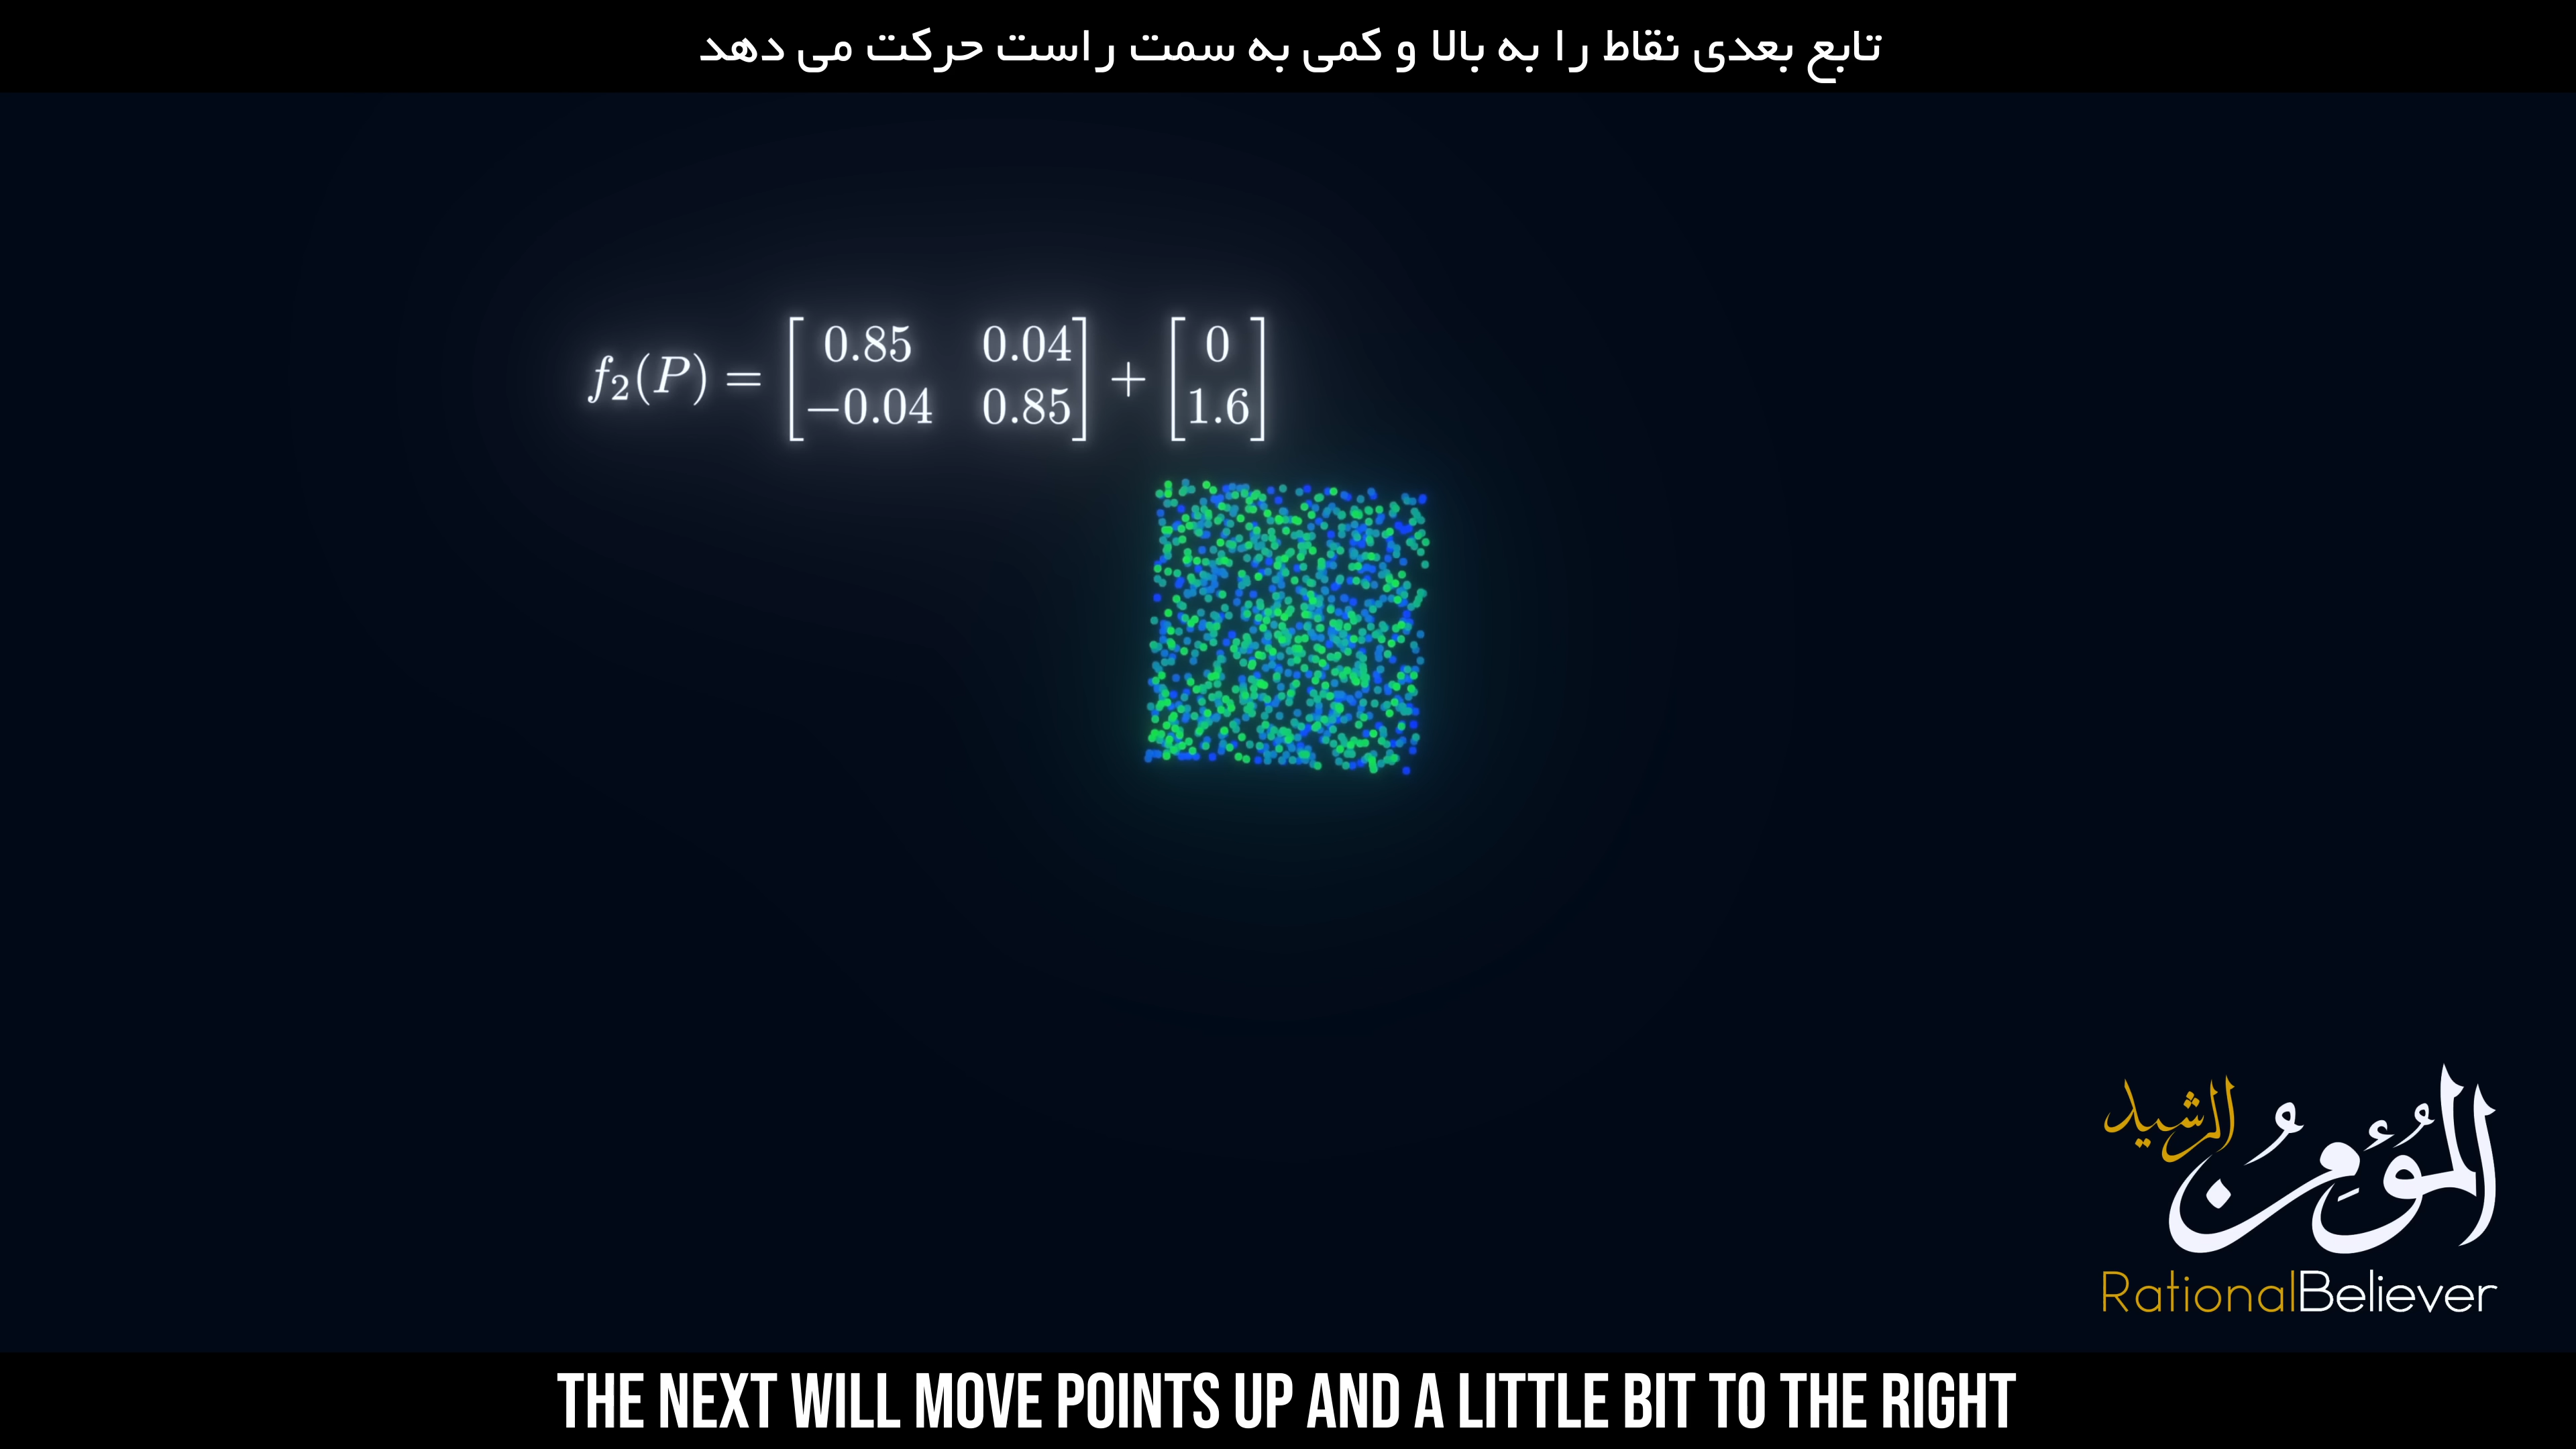 تابع بعدی نقاط را به بالا و کمی به سمت راست حرکت می دهد
f₂(P) = [0.85 0.04; −0.04 0.85] + [0; 1.6]
المُؤمِنُ الرشيد
RationalBeliever
THE NEXT WILL MOVE POINTS UP AND A LITTLE BIT TO THE RIGHT